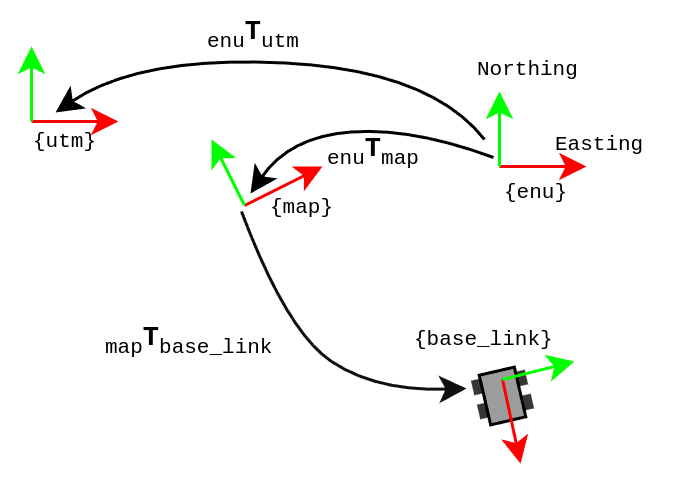 enuTutm
Northing
{utm}
Easting
enuTmap
{enu}
{map}
mapTbase_link
{base_link}